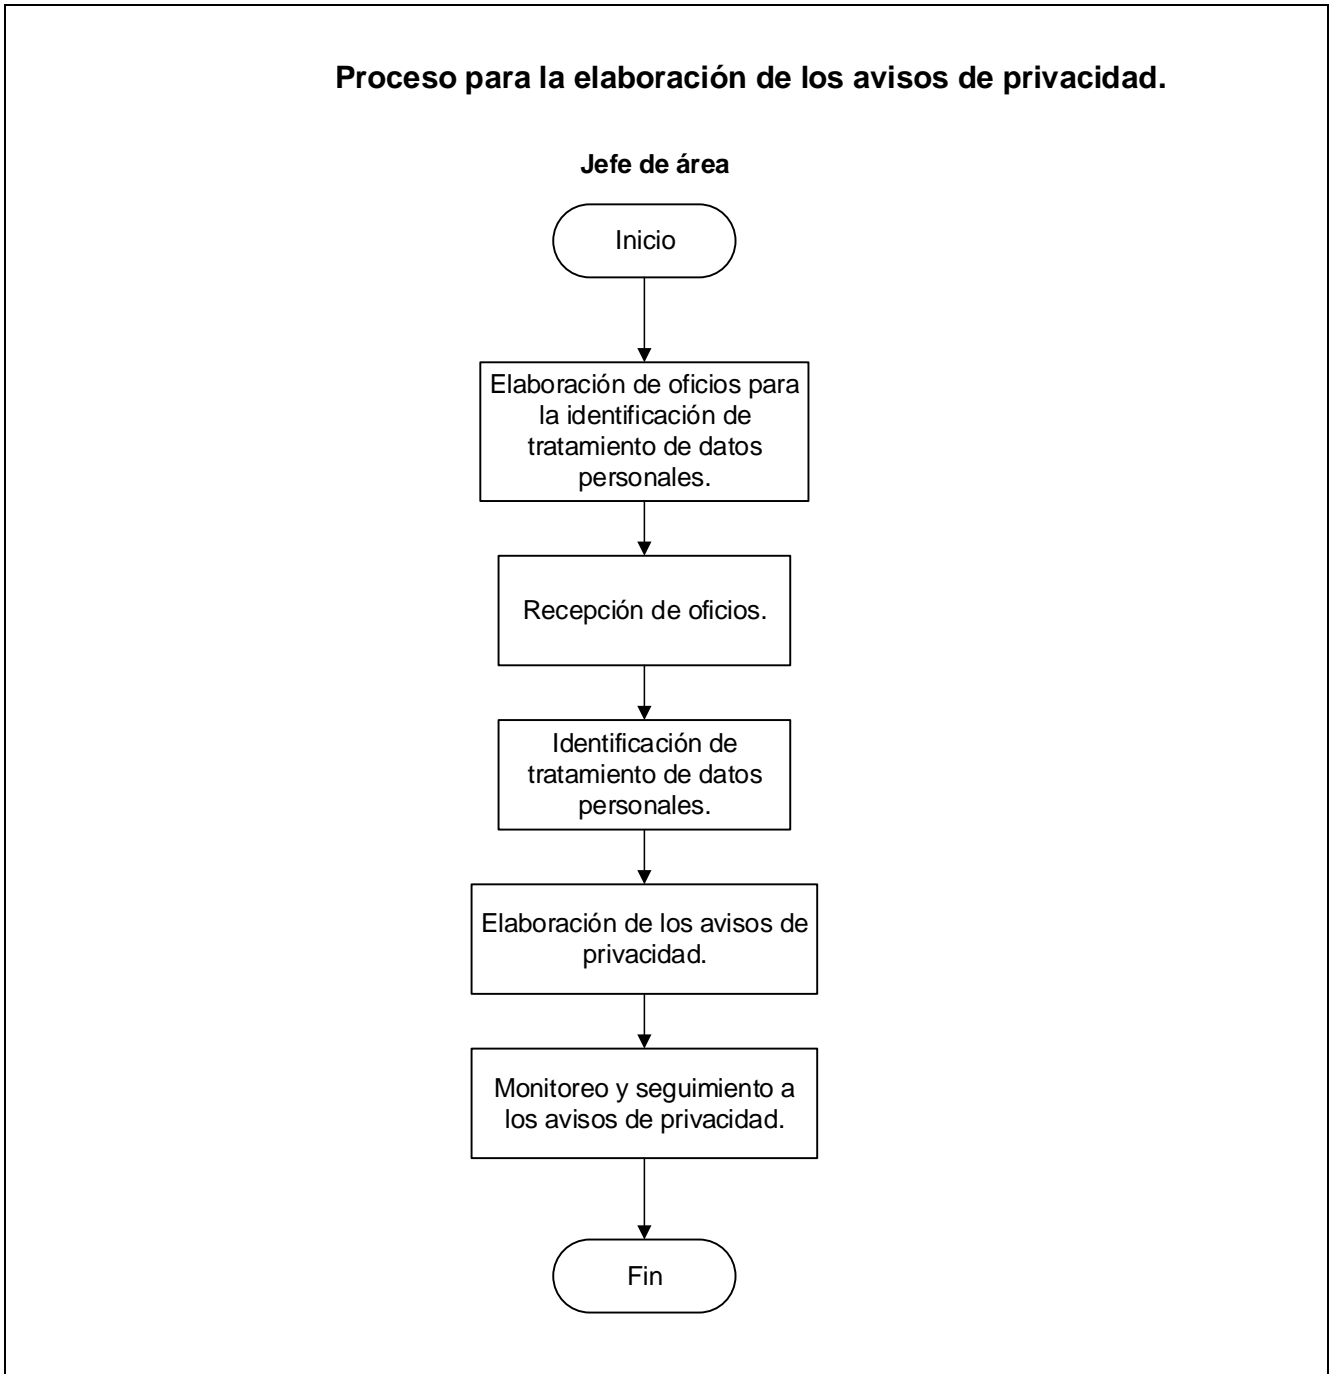 Proceso para la elaboración de los avisos de privacidad.
Jefe de área
Inicio
Elaboración de oficios para
la identificación de
tratamiento de datos
personales.
Recepción de oficios.
Identificación de
tratamiento de datos
personales.
Elaboración de los avisos de
privacidad.
Monitoreo y seguimiento a
los avisos de privacidad.
Fin